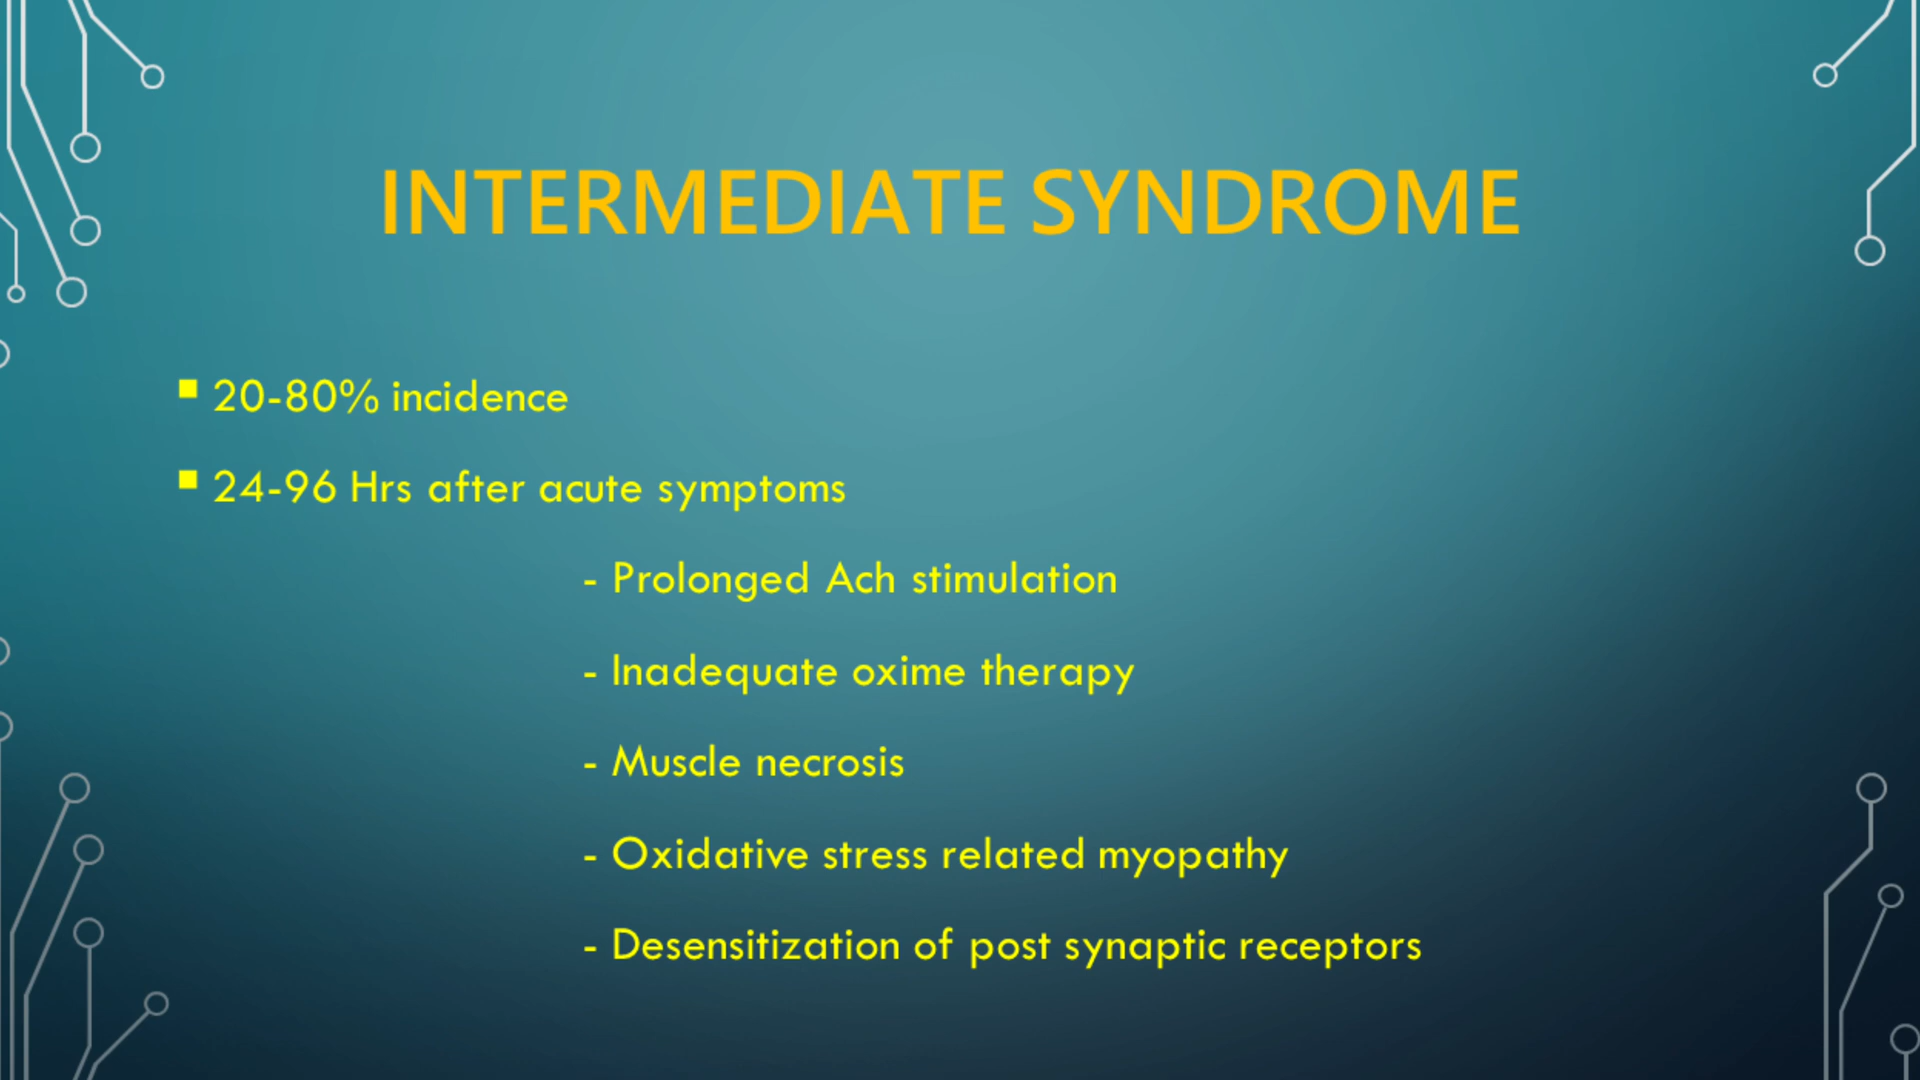 INTERMEDIATE SYNDROME
▪ 20-80% incidence
▪ 24-96 Hrs after acute symptoms
- Prolonged Ach stimulation
- Inadequate oxime therapy
- Muscle necrosis
- Oxidative stress related myopathy
- Desensitization of post synaptic receptors